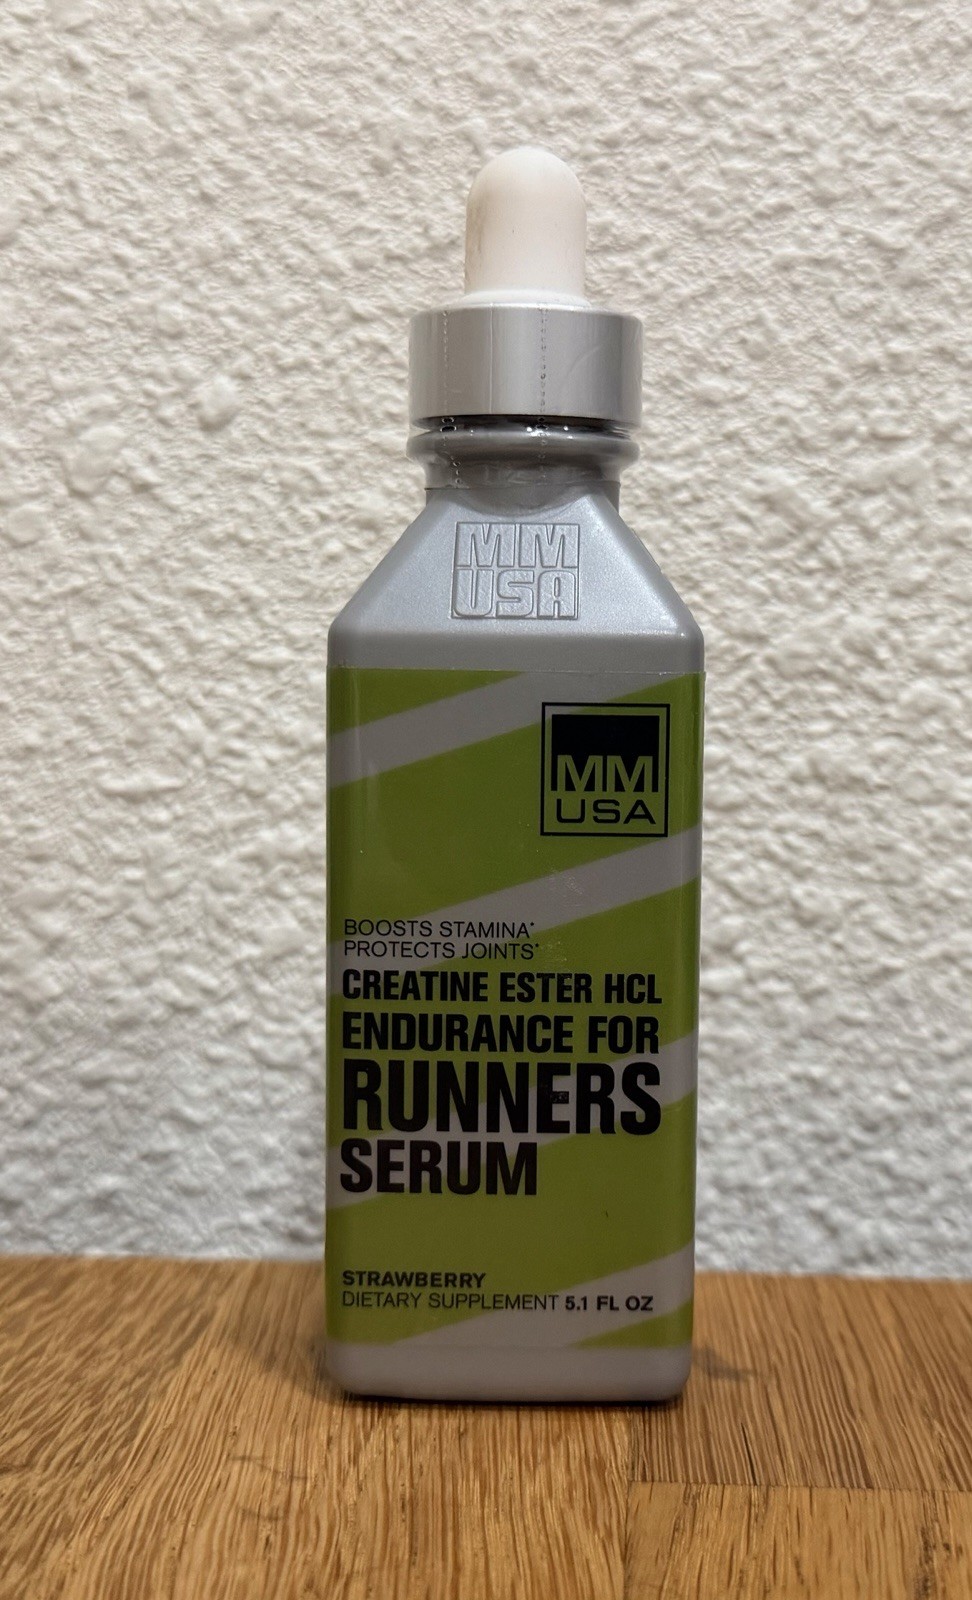 MM
USA
MM
USA
BOOSTS STAMINA*
PROTECTS JOINTS*
CREATINE ESTER HCL
ENDURANCE FOR
RUNNERS
SERUM
STRAWBERRY
DIETARY SUPPLEMENT 5.1 FL OZ